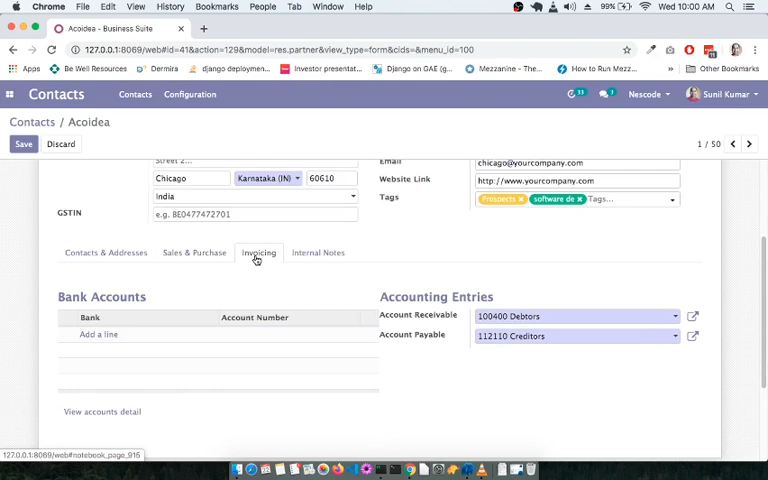 Chrome File Edit View History Bookmarks People Tab Window Help 99% Wed 10:00 AM
Acoidea - Business Suite
127.0.0.1:8069/web#id=41&action=129&model=res.partner&view_type=form&cids=&menu_id=100
Apps Be Well Resources Dermira django deploymen... Investor presentat... Django on GAE (g... Mezzanine - The... How to Run Mezz... » Other Bookmarks
Contacts Contacts Configuration 33 1 Nescode Sunil Kumar
Contacts / Acoidea
Save Discard 1 / 50
Street 2... Email chicago@yourcompany.com
Chicago Karnataka (IN) 60610 Website Link http://www.yourcompany.com
India Tags Prospects software de Tags...
GSTIN e.g. BE0477472701
Contacts & Addresses Sales & Purchase Invoicing Internal Notes
Bank Accounts Accounting Entries
Bank Account Number Account Receivable 100400 Debtors
Add a line Account Payable 112110 Creditors
View accounts detail
127.0.0.1:8069/web#notebook_page_915